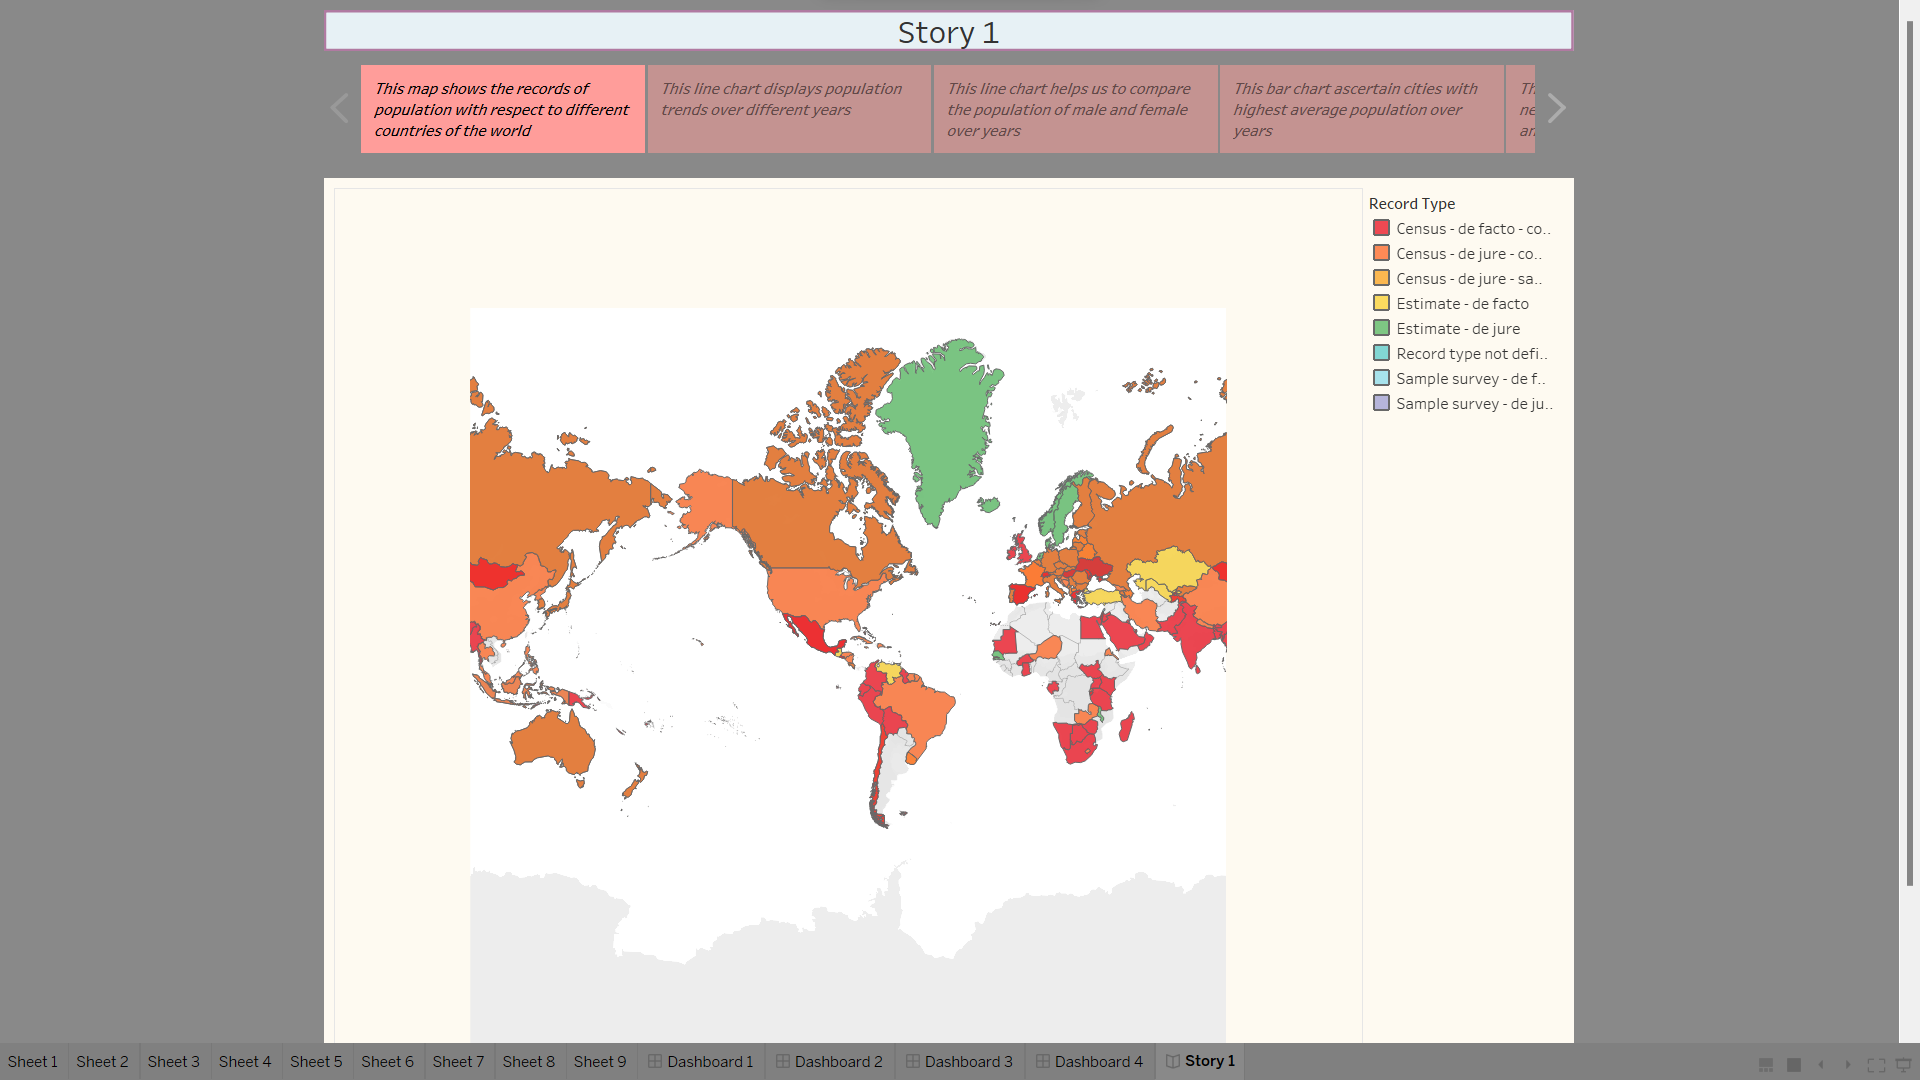 Story 1
This map shows the records of
population with respect to different
countries of the world
This line chart displays population
trends over different years
This line chart helps us to compare
the population of male and female
over years
This bar chart ascertain cities with
highest average population over
years
Record Type
Census - de facto - co..
Census - de jure - co..
Census - de jure - sa..
Estimate - de facto
Estimate - de jure
Record type not defi..
Sample survey - de f..
Sample survey - de ju..
Sheet 1 Sheet 2 Sheet 3 Sheet 4 Sheet 5 Sheet 6 Sheet 7 Sheet 8 Sheet 9 Dashboard 1 Dashboard 2 Dashboard 3 Dashboard 4 Story 1